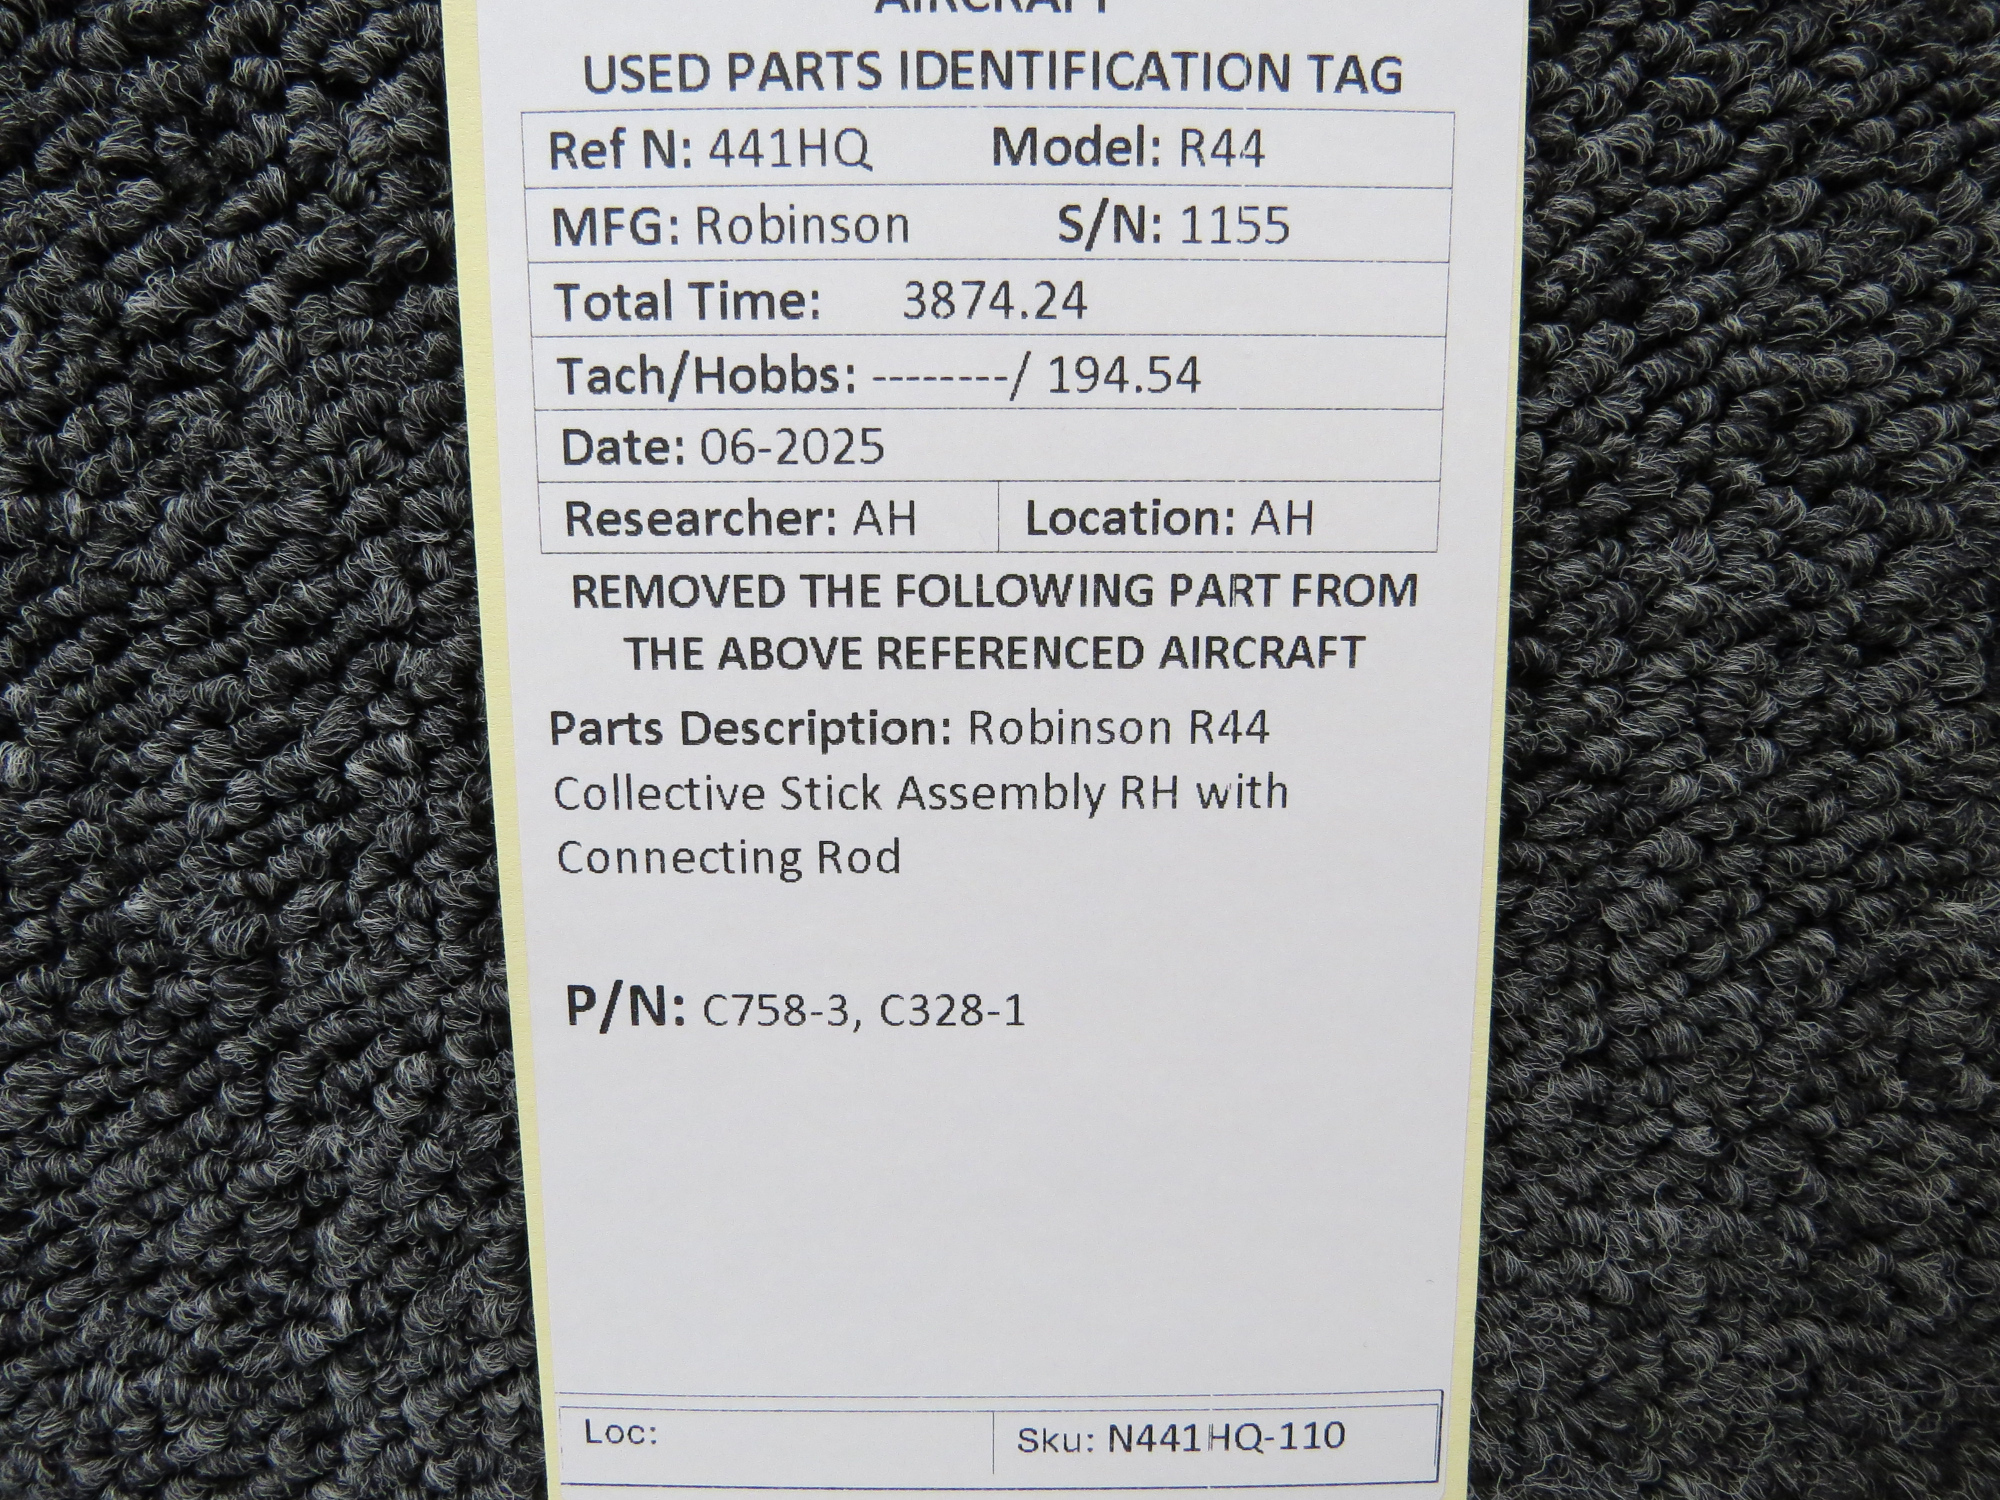 AIRCRAFT
USED PARTS IDENTIFICATION TAG
Ref N: 441HQ Model: R44
MFG: Robinson S/N: 1155
Total Time: 3874.24
Tach/Hobbs: --------/ 194.54
Date: 06-2025
Researcher: AH Location: AH
REMOVED THE FOLLOWING PART FROM
THE ABOVE REFERENCED AIRCRAFT
Parts Description: Robinson R44
Collective Stick Assembly RH with
Connecting Rod
P/N: C758-3, C328-1
Loc: Sku: N441HQ-110